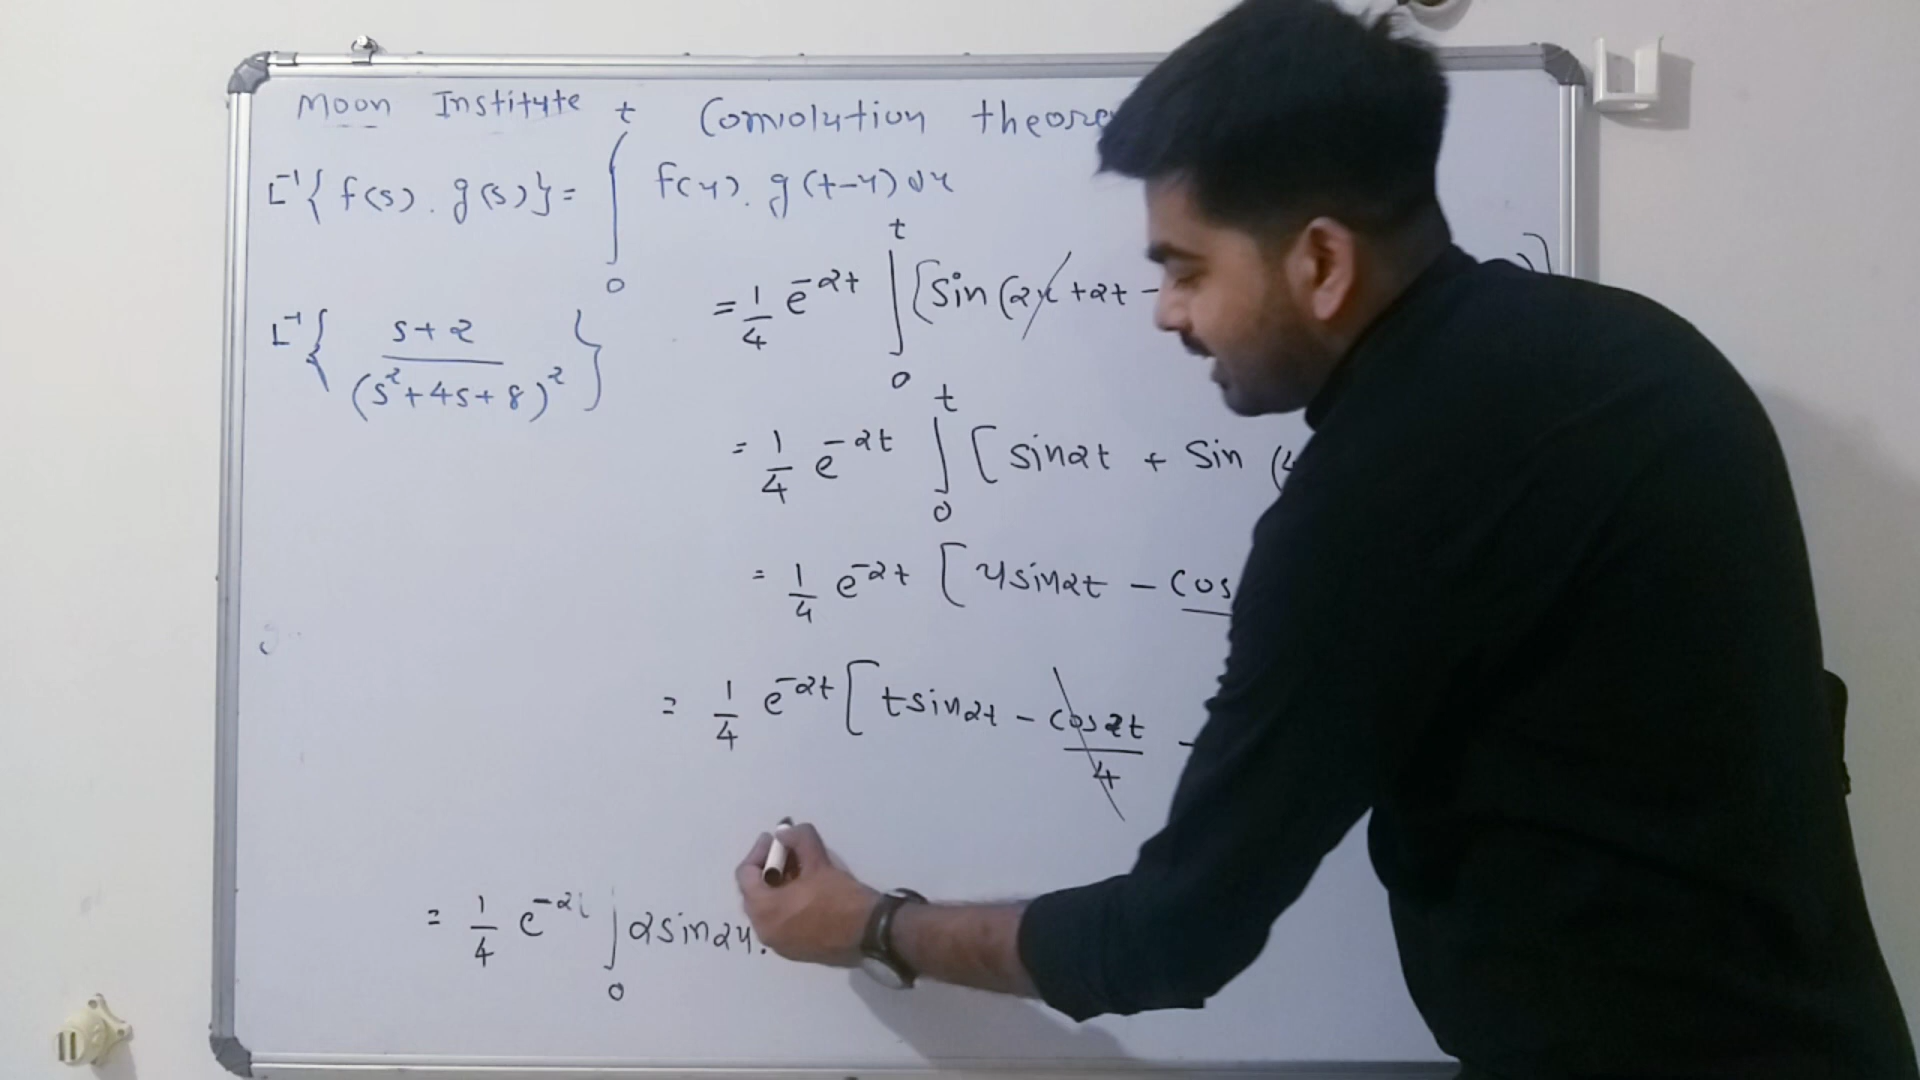 Moon Institute
Convolution theore
L⁻¹{ f(s) . g(s) } = ∫₀ᵗ f(u) . g(t-u) du
L⁻¹{ (s+2) / (s²+4s+8)² }
= 1/4 e^-2t ∫₀ᵗ [sin (2u +2t -
= 1/4 e^-2t ∫₀ᵗ [ sin2t + sin (4
= 1/4 e^-2t [ usin2t - cos
= 1/4 e^-2t [ tsin2t - cos2t/4 -
= 1/4 e^-2t ∫₀ 2sin2u.